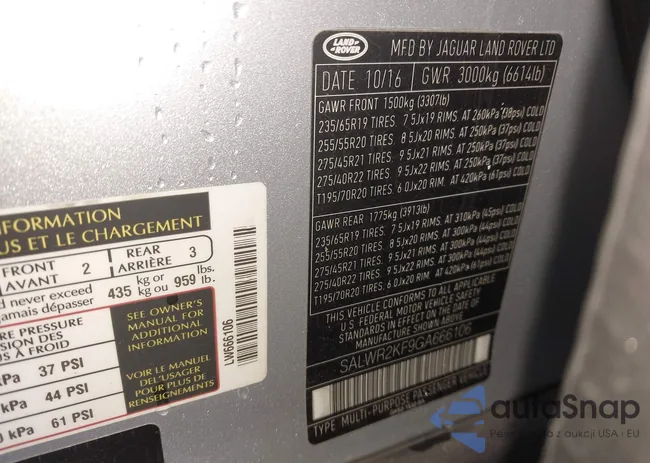 LAND ROVER
MFD BY JAGUAR LAND ROVER LTD
DATE 10/16 GWR 3000kg (6614lb)
GAWR FRONT 1500kg (3307lb)
235/65R19 TIRES. 7 5Jx19 RIMS. AT 260kPa (38psi) COLD
255/55R20 TIRES. 8 5Jx20 RIMS. AT 250kPa (37psi) COLD
275/45R21 TIRES. 9 5Jx21 RIMS. AT 250kPa (37psi) COLD
275/40R22 TIRES. 9 5Jx22 RIMS. AT 250kPa (37psi) COLD
T195/70R20 TIRES. 6 0Jx20 RIM. AT 420kPa (61psi) COLD
GAWR REAR 1775kg (3913lb)
235/65R19 TIRES. 7 5Jx19 RIMS. AT 310kPa (45psi) COLD
255/55R20 TIRES. 8 5Jx20 RIMS. AT 300kPa (44psi) COLD
275/45R21 TIRES. 9 5Jx21 RIMS. AT 300kPa (44psi) COLD
275/40R22 TIRES. 9 5Jx22 RIMS. AT 300kPa (44psi) COLD
T195/70R20 TIRES. 6 0Jx20 RIM. AT 420kPa (61psi) COLD
THIS VEHICLE CONFORMS TO ALL APPLICABLE
U.S FEDERAL MOTOR VEHICLE SAFETY
STANDARDS IN EFFECT ON THE DATE OF
MANUFACTURE SHOWN ABOVE
SALWR2KF9GA666106
TYPE MULTI-PURPOSE PASSENGER VEHICLE
NFORMATION
US ET LE CHARGEMENT
FRONT
AVANT 2
REAR
ARRIÈRE 3
d never exceed
amais dépasser
435 kg or
kg ou 959 lbs.
lb.
RE PRESSURE
SION DES
S À FROID
kPa 37 PSI
kPa 44 PSI
0 kPa 61 PSI
SEE OWNER'S
MANUAL FOR
ADDITIONAL
INFORMATION
VOIR LE MANUEL
DEL'USAGER
POUR PLUS DE
RENSEIGNEMENTS
LW666106
autoSnap
z aukcji USA i EU